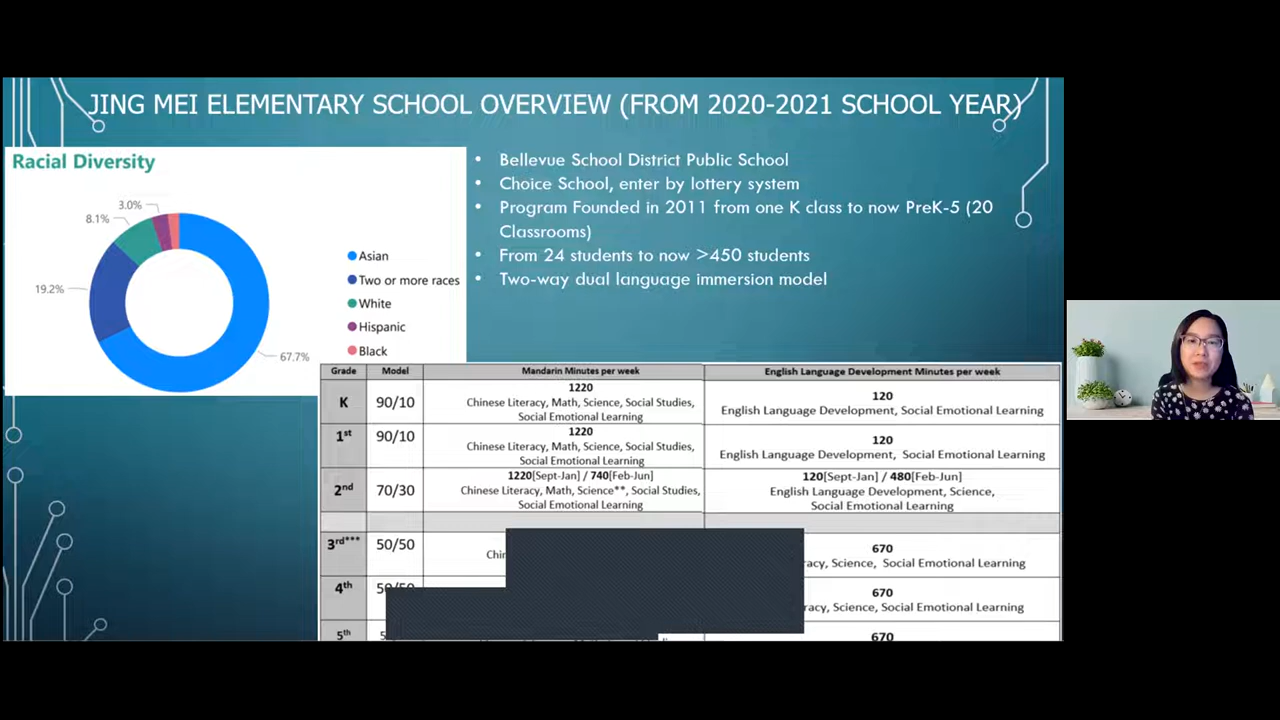 JING MEI ELEMENTARY SCHOOL OVERVIEW (FROM 2020-2021 SCHOOL YEAR)
Racial Diversity
3.0%
8.1%
19.2%
67.7%
Asian
Two or more races
White
Hispanic
Black
• Bellevue School District Public School
• Choice School, enter by lottery system
• Program Founded in 2011 from one K class to now PreK-5 (20
Classrooms)
• From 24 students to now >450 students
• Two-way dual language immersion model
Grade Model Mandarin Minutes per week English Language Development Minutes per week
K 90/10
1220
Chinese Literacy, Math, Science, Social Studies,
Social Emotional Learning
120
English Language Development, Social Emotional Learning
1st 90/10
1220
Chinese Literacy, Math, Science, Social Studies,
Social Emotional Learning
120
English Language Development, Social Emotional Learning
2nd 70/30
1220[Sept-Jan] / 740[Feb-Jun]
Chinese Literacy, Math, Science**, Social Studies,
Social Emotional Learning
120[Sept-Jan] / 480[Feb-Jun]
English Language Development, Science,
Social Emotional Learning
3rd*** 50/50
670
Science, Social Emotional Learning
4th 50/50
670
Science, Social Emotional Learning
5th
670